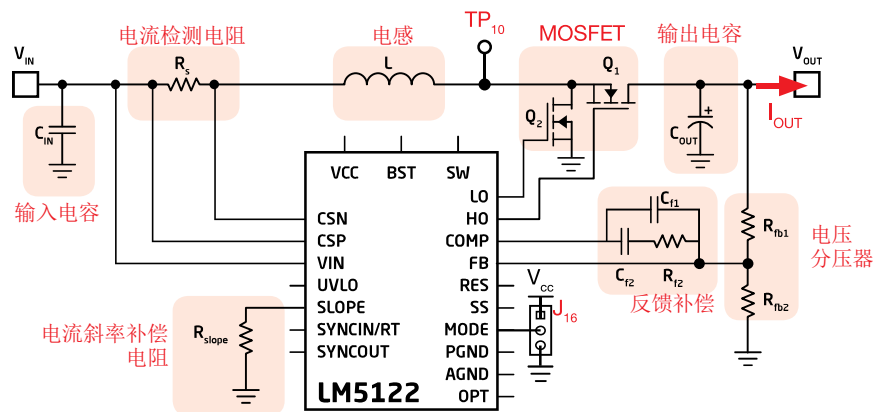 TP10
电流检测电阻
电感
MOSFET
输出电容
VIN
Rs
L
Q1
VOUT
Q2
CIN
COUT
IOUT
输入电容
VCC
BST
SW
LO
CSN
HO
CSP
COMP
VIN
FB
UVLO
RES
SLOPE
SS
SYNCIN/RT
MODE
SYNCOUT
PGND
AGND
OPT
LM5122
Cf1
Cf2
Rf2
反馈补偿
Rfb1
电压
分压器
Rfb2
VCC
J16
电流斜率补偿
电阻
Rslope
+